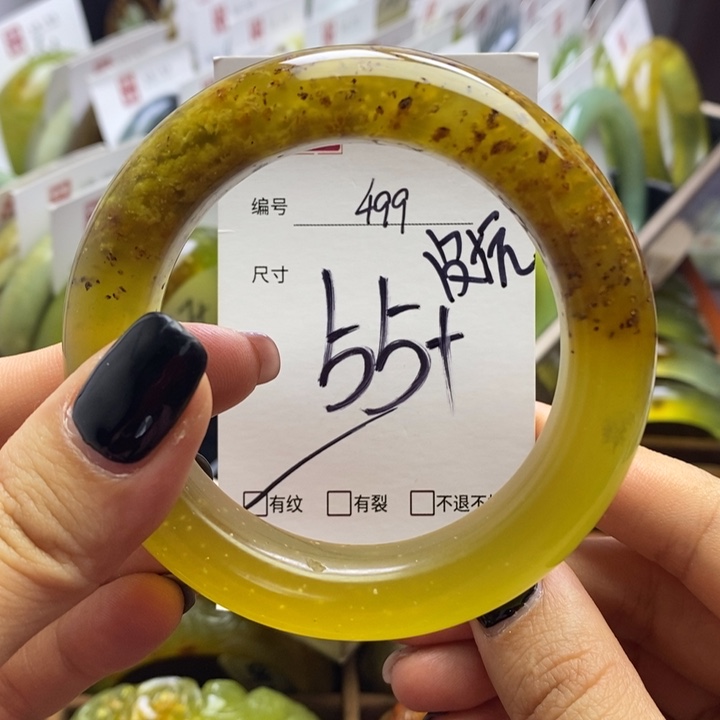 编号 499
皮坑
尺寸 55+
有纹 有裂 不退不